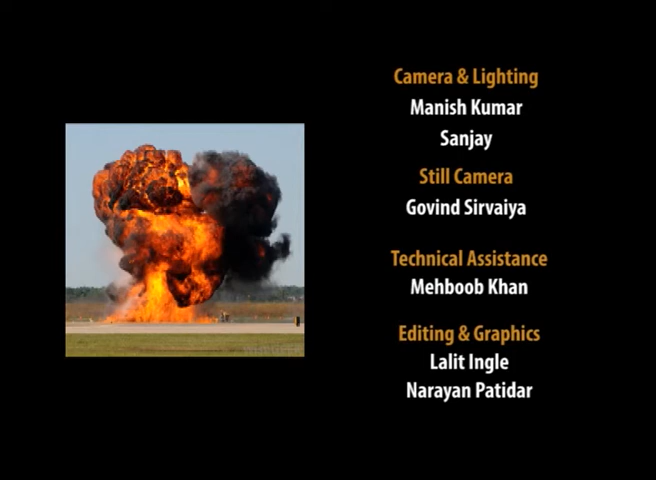 Camera & Lighting
Manish Kumar
Sanjay
Still Camera
Govind Sirvaiya
Technical Assistance
Mehboob Khan
Editing & Graphics
Lalit Ingle
Narayan Patidar